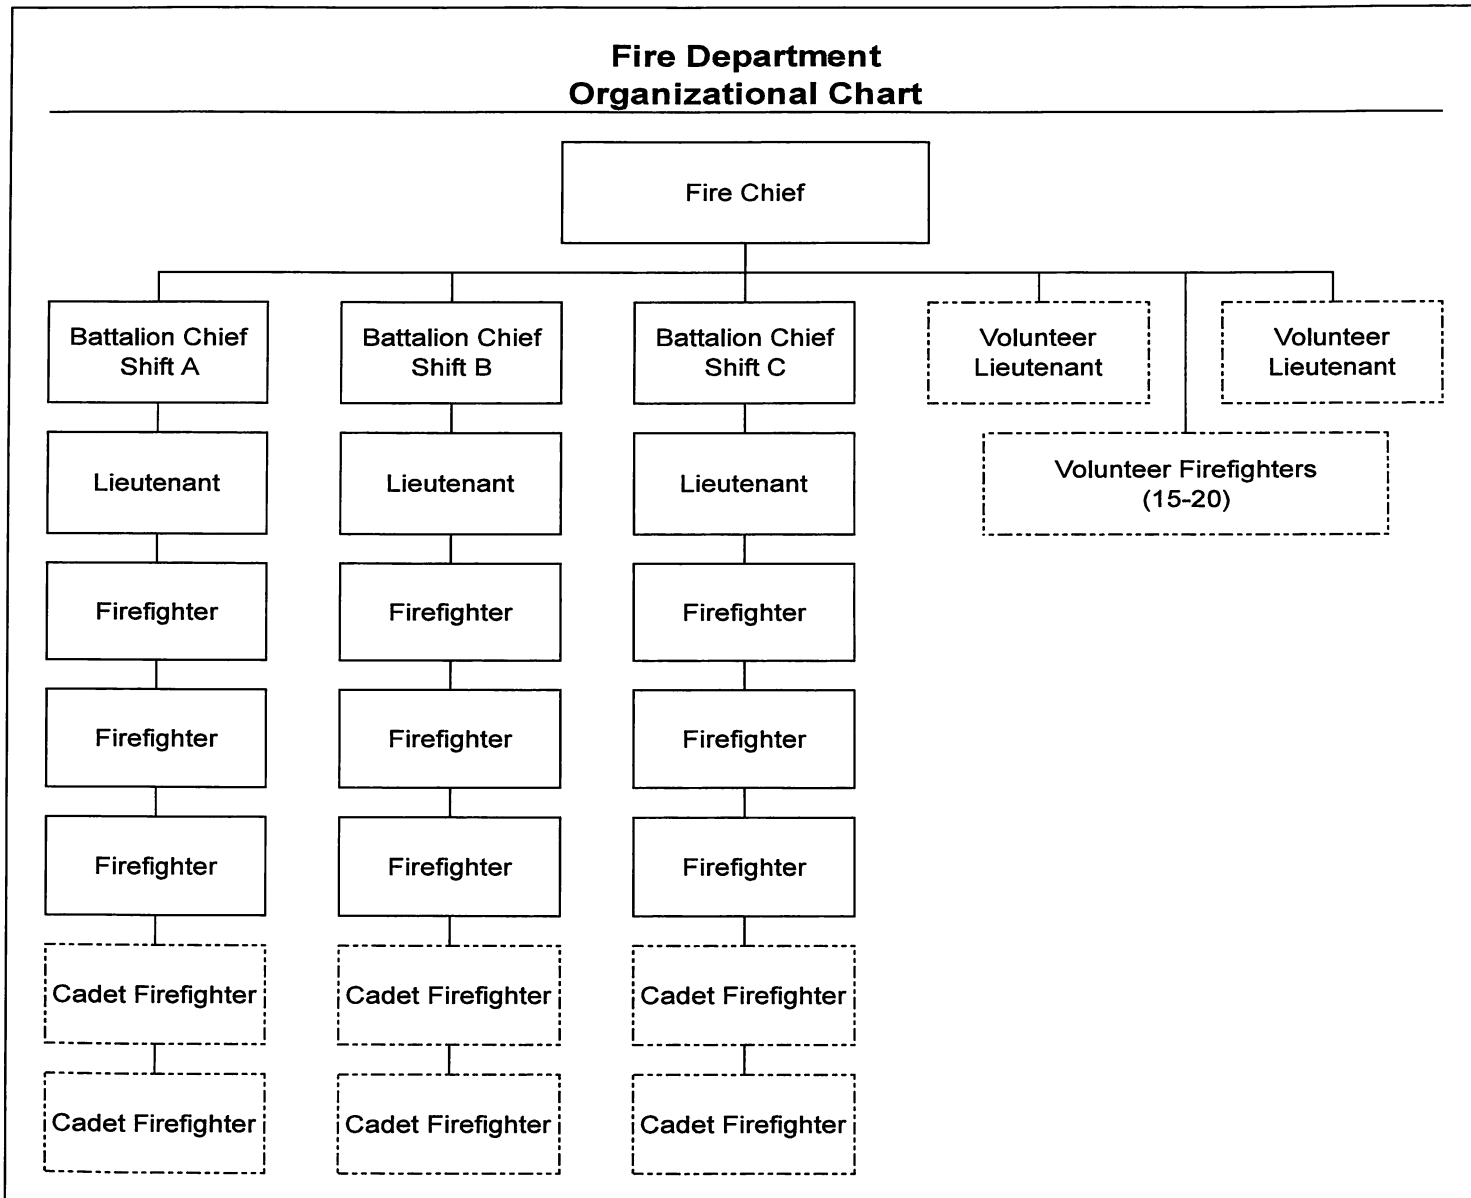 Fire Department
Organizational Chart
Fire Chief
Battalion Chief
Shift A
Battalion Chief
Shift B
Battalion Chief
Shift C
Volunteer
Lieutenant
Volunteer
Lieutenant
Lieutenant
Lieutenant
Lieutenant
Volunteer Firefighters
(15-20)
Firefighter
Firefighter
Firefighter
Firefighter
Firefighter
Firefighter
Firefighter
Firefighter
Firefighter
Cadet Firefighter
Cadet Firefighter
Cadet Firefighter
Cadet Firefighter
Cadet Firefighter
Cadet Firefighter